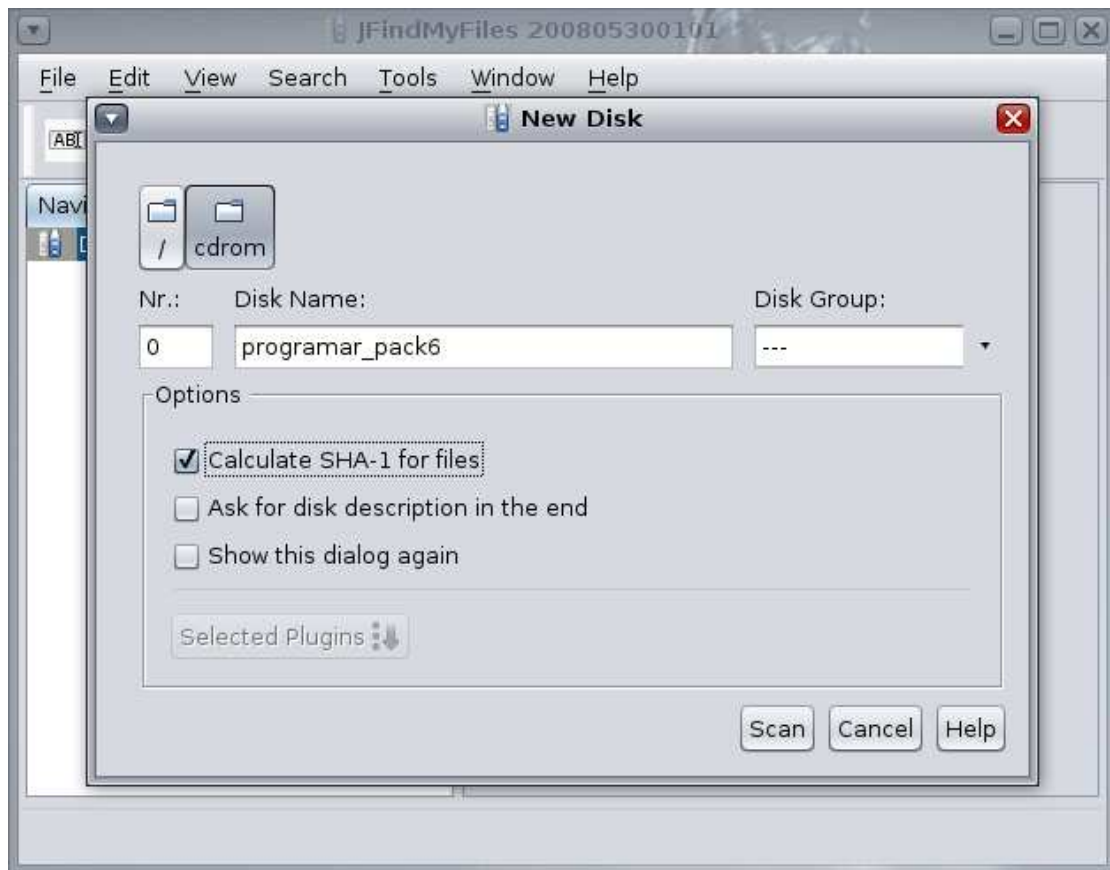 JFindMyFiles 200805300101
File Edit View Search Tools Window Help
New Disk
ABI
Navi
/ cdrom
Nr.: Disk Name: Disk Group:
0 programar_pack6 ---
Options
Calculate SHA-1 for files
Ask for disk description in the end
Show this dialog again
Selected Plugins
Scan Cancel Help